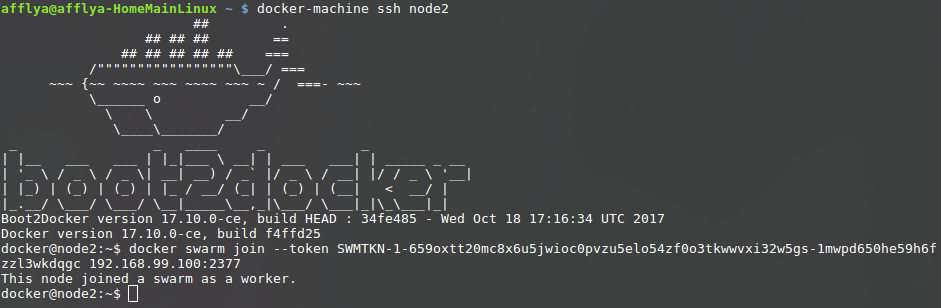 afflya@afflya-HomeMainLinux ~ $ docker-machine ssh node2
                        ##         .
                  ## ## ##        ==
               ## ## ## ## ##    ===
           /"""""""""""""""""\___/ ===
      ~~~ {~~ ~~~~ ~~~ ~~~~ ~~~ ~ /  ===- ~~~
           \______ o           __/
             \    \         __/
              \____\_______/
 _                 _   ____     _            _
| |__   ___   ___ | |_|___ \ __| | ___   ___| | _____ _ __
| '_ \ / _ \ / _ \| __| __) / _` |/ _ \ / __| |/ / _ \ '__|
| |_) | (_) | (_) | |_ / __/ (_| | (_) | (__|   <  __/ |
|_.__/ \___/ \___/ \__|_____\__,_|\___/ \___|_|\_\___|_|
Boot2Docker version 17.10.0-ce, build HEAD : 34fe485 - Wed Oct 18 17:16:34 UTC 2017
Docker version 17.10.0-ce, build f4ffd25
docker@node2:~$ docker swarm join --token SWMTKN-1-659oxtt20mc8x6u5jwioc0pvzu5elo54zf0o3tkwwvxi32w5gs-1mwpd650he59h6f
zzl3wkdqgc 192.168.99.100:2377
This node joined a swarm as a worker.
docker@node2:~$